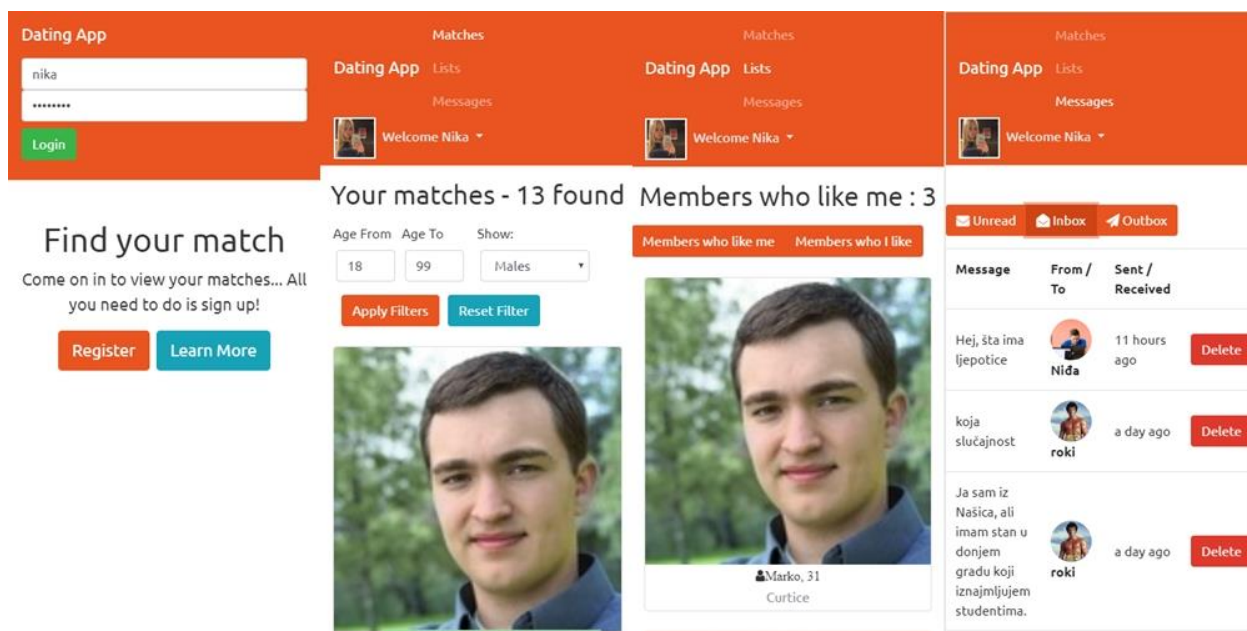 Dating App
nika
••••••••
Login
Find your match
Come on in to view your matches... All
you need to do is sign up!
Register
Learn More
Matches
Dating App Lists
Messages
Welcome Nika
Your matches - 13 found
Age From Age To Show:
18 99 Males
Apply Filters Reset Filter
Matches
Dating App Lists
Messages
Welcome Nika
Members who like me : 3
Members who like me Members who I like
Marko, 31
Curtice
Matches
Dating App Lists
Messages
Welcome Nika
Unread Inbox Outbox
Message From / Sent /
To Received
Hej, šta ima 11 hours
ljepotice ago
Niđa
Delete
koja
slučajnost
roki
a day ago
Delete
Ja sam iz
Našica, ali
imam stan u
donjem
gradu koji
iznajmljujem
studentima.
roki
a day ago
Delete